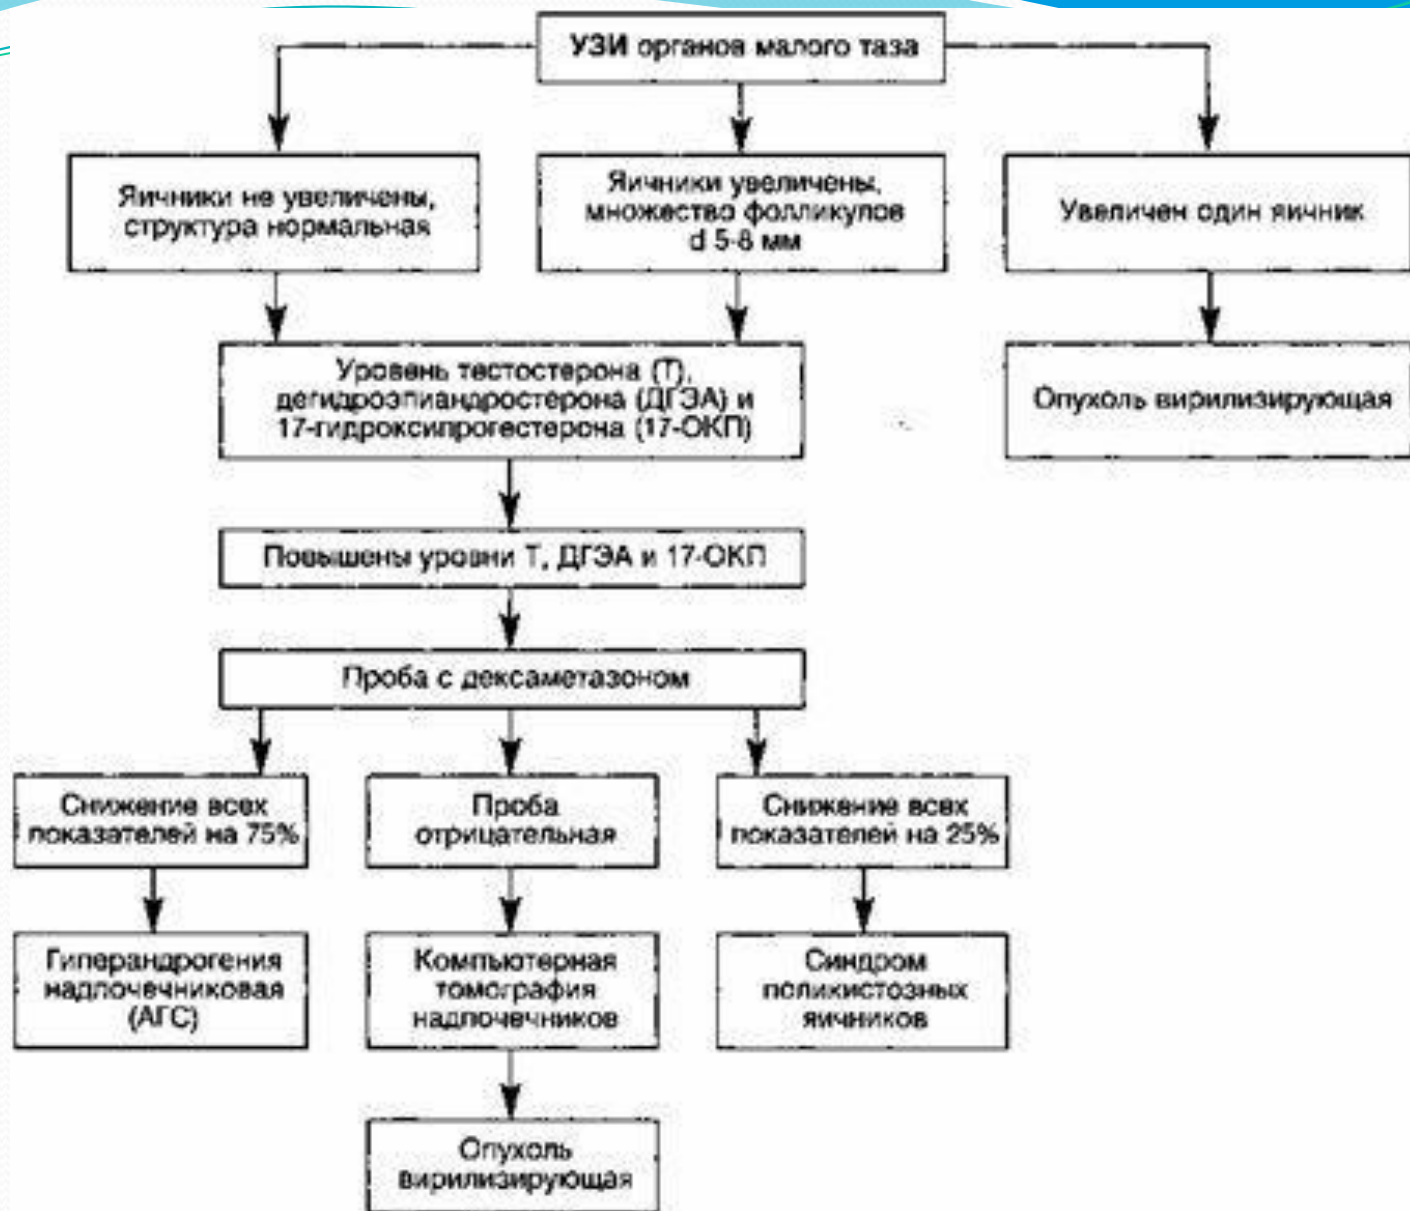 УЗИ органов малого таза
Яичники не увеличены,
структура нормальная
Яичники увеличены,
множество фолликулов
d 5-8 мм
Увеличен один яичник
Уровень тестостерона (Т),
дегидроэпиандростерона (ДГЭА) и
17-гидроксипрогестерона (17-ОКП)
Опухоль вирилизирующая
Повышены уровни Т, ДГЭА и 17-ОКП
Проба с дексаметазоном
Снижение всех
показателей на 75%
Проба
отрицательная
Снижение всех
показателей на 25%
Гиперандрогения
надпочечниковая
(АГС)
Компьютерная
томография
надпочечников
Синдром
поликистозных
яичников
Опухоль
вирилизирующая